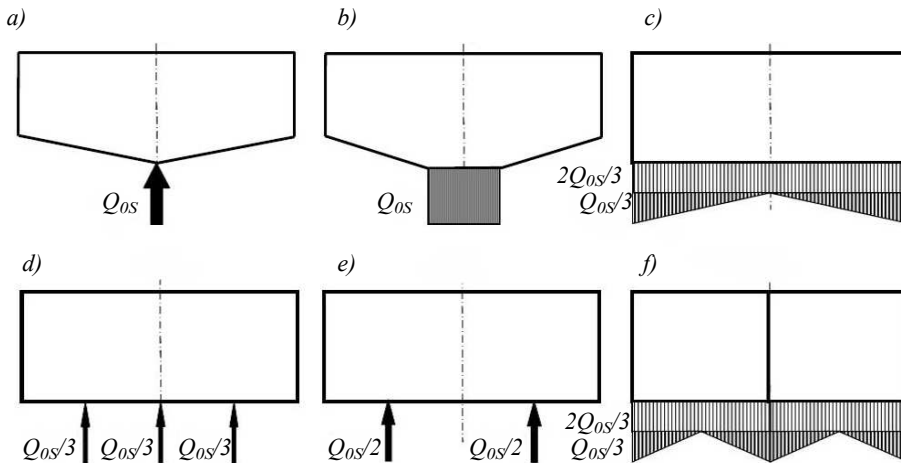 a)
b)
c)
Q0S
Q0S
2Q0S/3
Q0S/3
d)
e)
f)
Q0S/3 Q0S/3 Q0S/3
Q0S/2 Q0S/2
2Q0S/3
Q0S/3